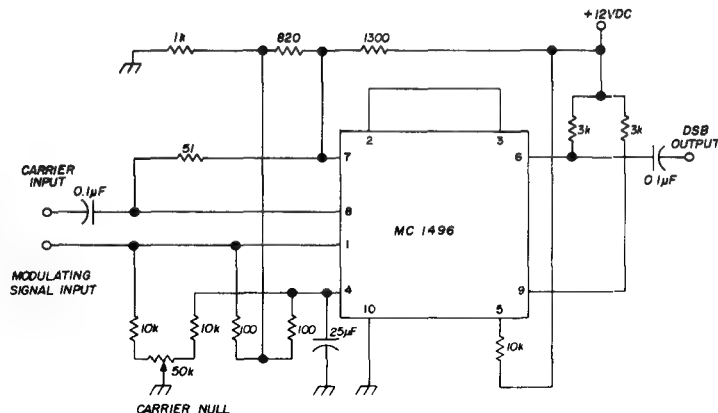 +12VDC
1k
820
1300
2
3
3k
3k
DSB
OUTPUT
51
7
6
CARRIER
INPUT
0.1µF
0.1µF
8
MC 1496
1
MODULATING
SIGNAL INPUT
4
9
10
5
10k
10k
100
100
25µF
10k
50k
CARRIER NULL